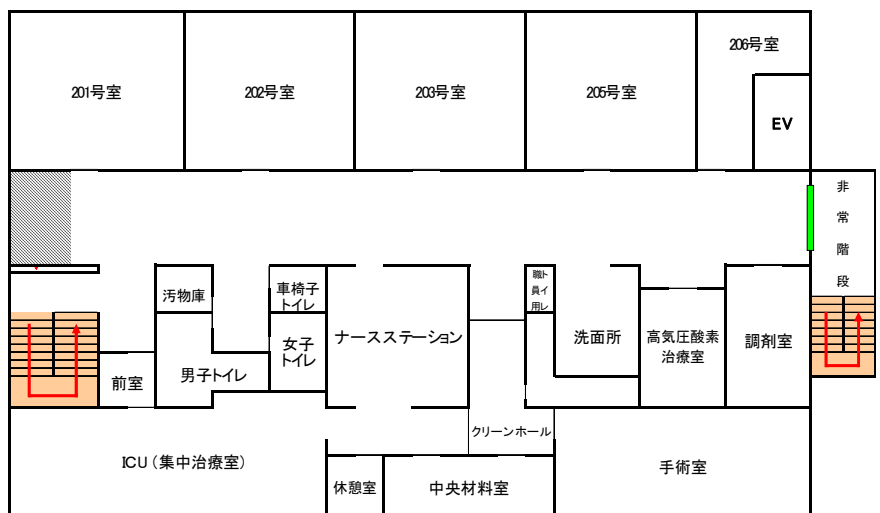 201号室
202号室
203号室
205号室
206号室
EV
非
常
階
段
汚物庫
車椅子
トイレ
職ト
員イ
用レ
ナースステーション
女子
トイレ
洗面所
高気圧酸素
治療室
調剤室
前室
男子トイレ
クリーンホール
ICU(集中治療室)
手術室
休憩室
中央材料室